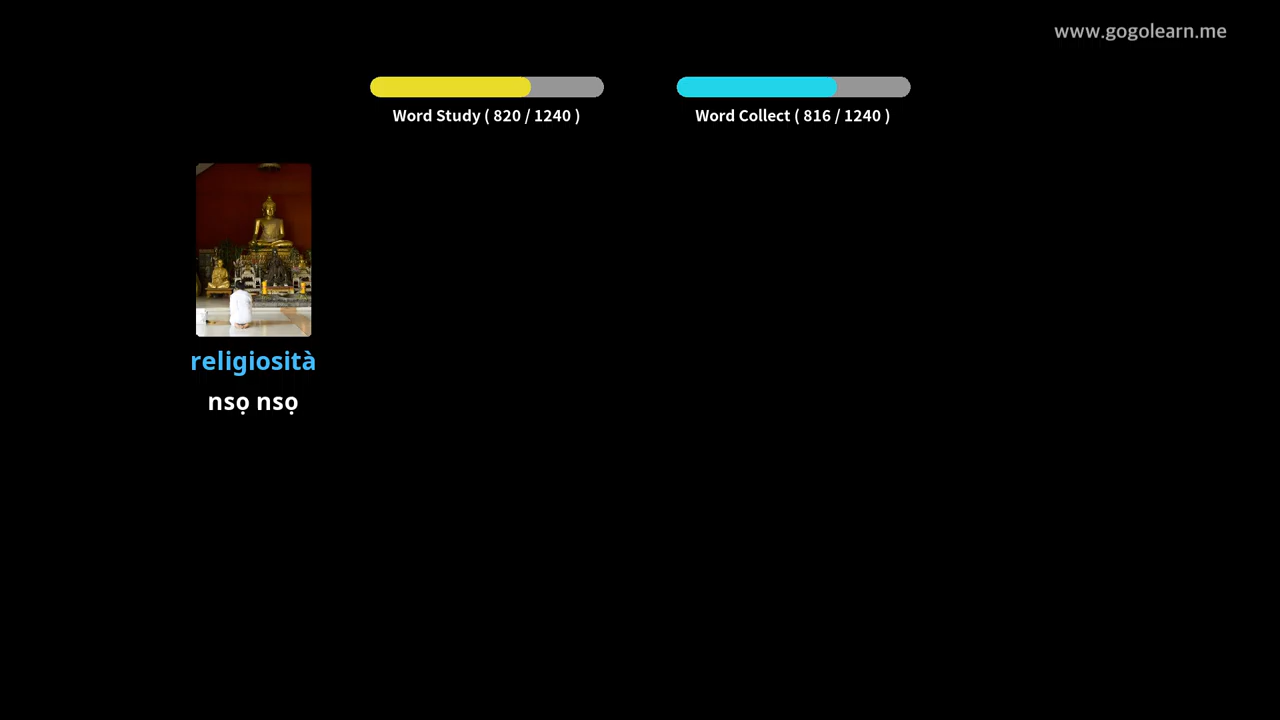 www.gogolearn.me
Word Study ( 820 / 1240 )
Word Collect ( 816 / 1240 )
religiosità
nsọ nsọ